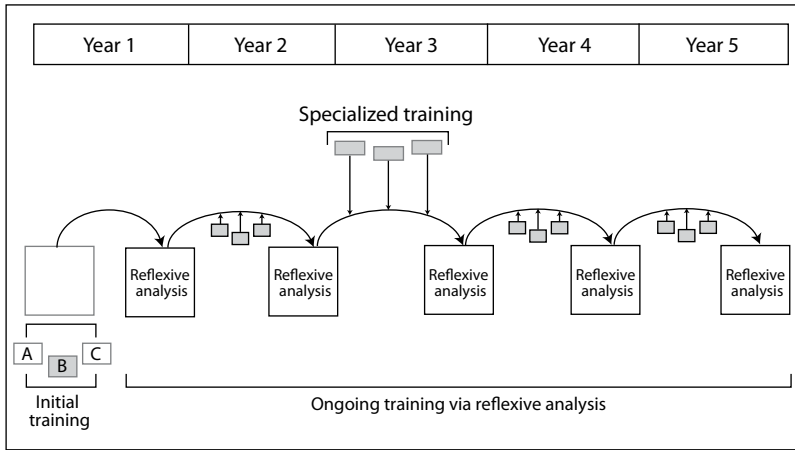 Year 1 Year 2 Year 3 Year 4 Year 5
Specialized training
Reflexive
analysis
Reflexive
analysis
Reflexive
analysis
Reflexive
analysis
Reflexive
analysis
A B C
Initial
training
Ongoing training via reflexive analysis